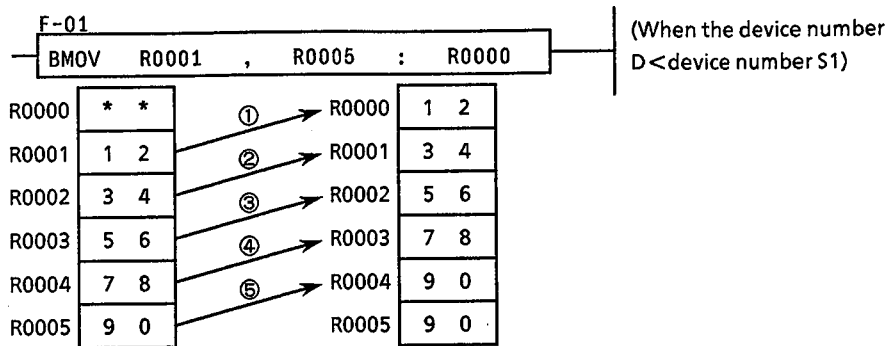 F-01
BMOV R0001 , R0005 : R0000
(When the device number
D<device number S1)
R0000 * * ① R0000 1 2
R0001 1 2 ② R0001 3 4
R0002 3 4 ③ R0002 5 6
R0003 5 6 ④ R0003 7 8
R0004 7 8 ⑤ R0004 9 0
R0005 9 0 R0005 9 0